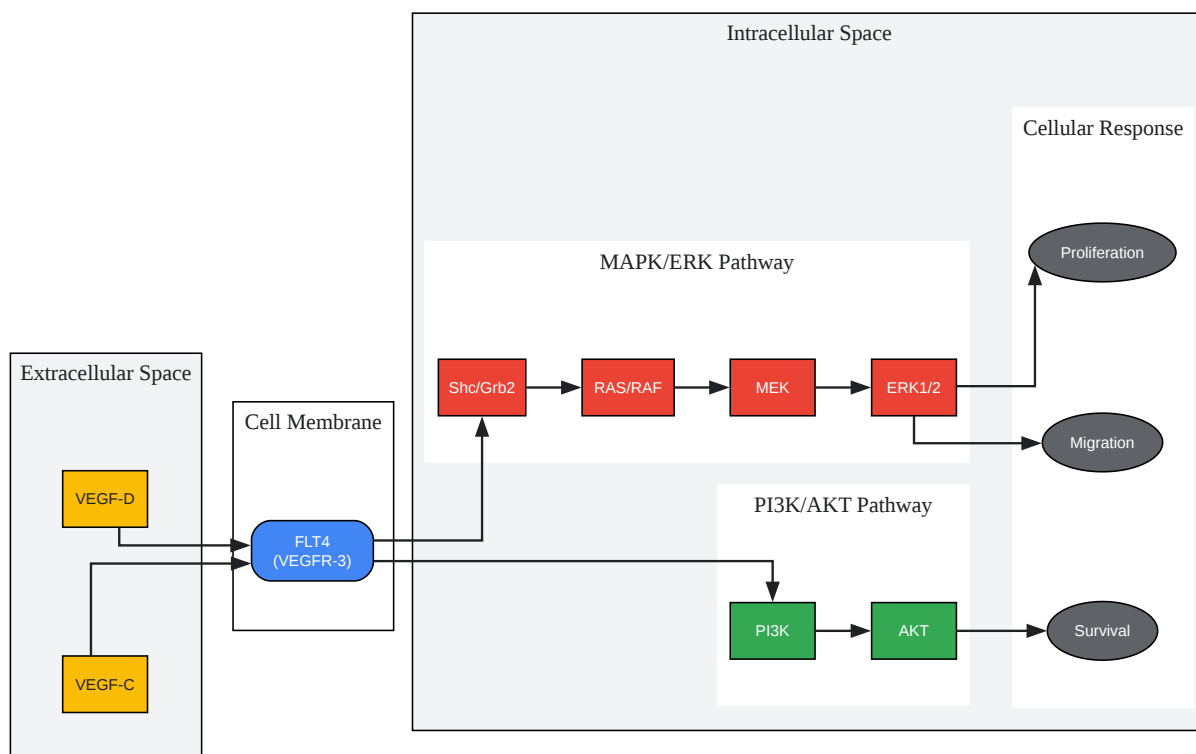 Intracellular Space
Cellular Response
Proliferation
MAPK/ERK Pathway
Shc/Grb2
RAS/RAF
MEK
ERK1/2
Extracellular Space
Cell Membrane
Migration
VEGF-D
PI3K/AKT Pathway
FLT4
(VEGFR-3)
PI3K
AKT
Survival
VEGF-C